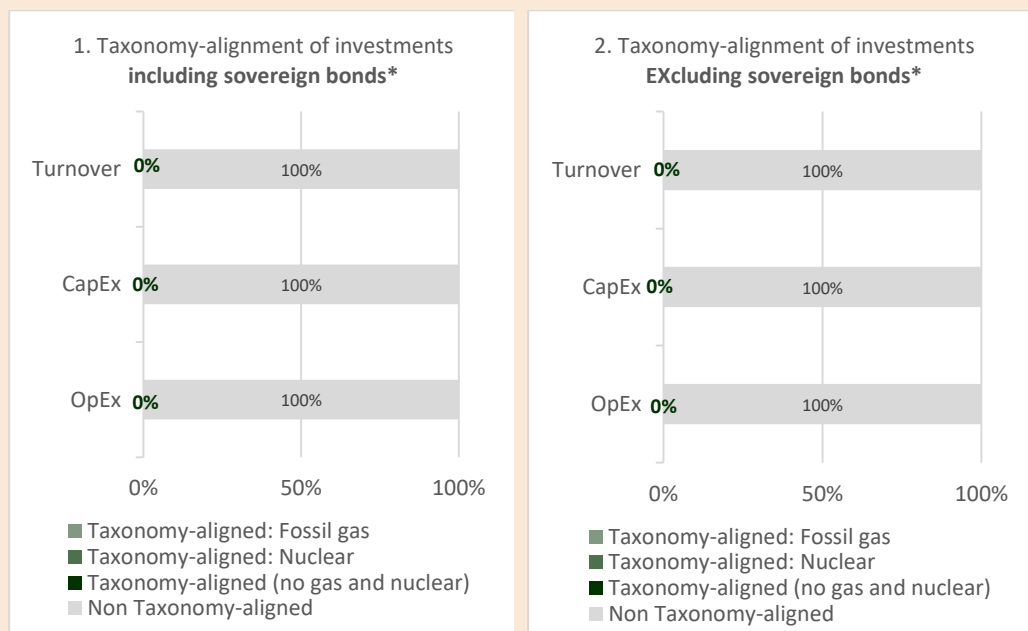 1. Taxonomy-alignment of investments
including sovereign bonds*
Turnover 0% 100%
CapEx 0% 100%
OpEx 0% 100%
0% 50% 100%
Taxonomy-aligned: Fossil gas
Taxonomy-aligned: Nuclear
Taxonomy-aligned (no gas and nuclear)
Non Taxonomy-aligned
2. Taxonomy-alignment of investments
EXcluding sovereign bonds*
Turnover 0% 100%
CapEx 0% 100%
OpEx 0% 100%
0% 50% 100%
Taxonomy-aligned: Fossil gas
Taxonomy-aligned: Nuclear
Taxonomy-aligned (no gas and nuclear)
Non Taxonomy-aligned